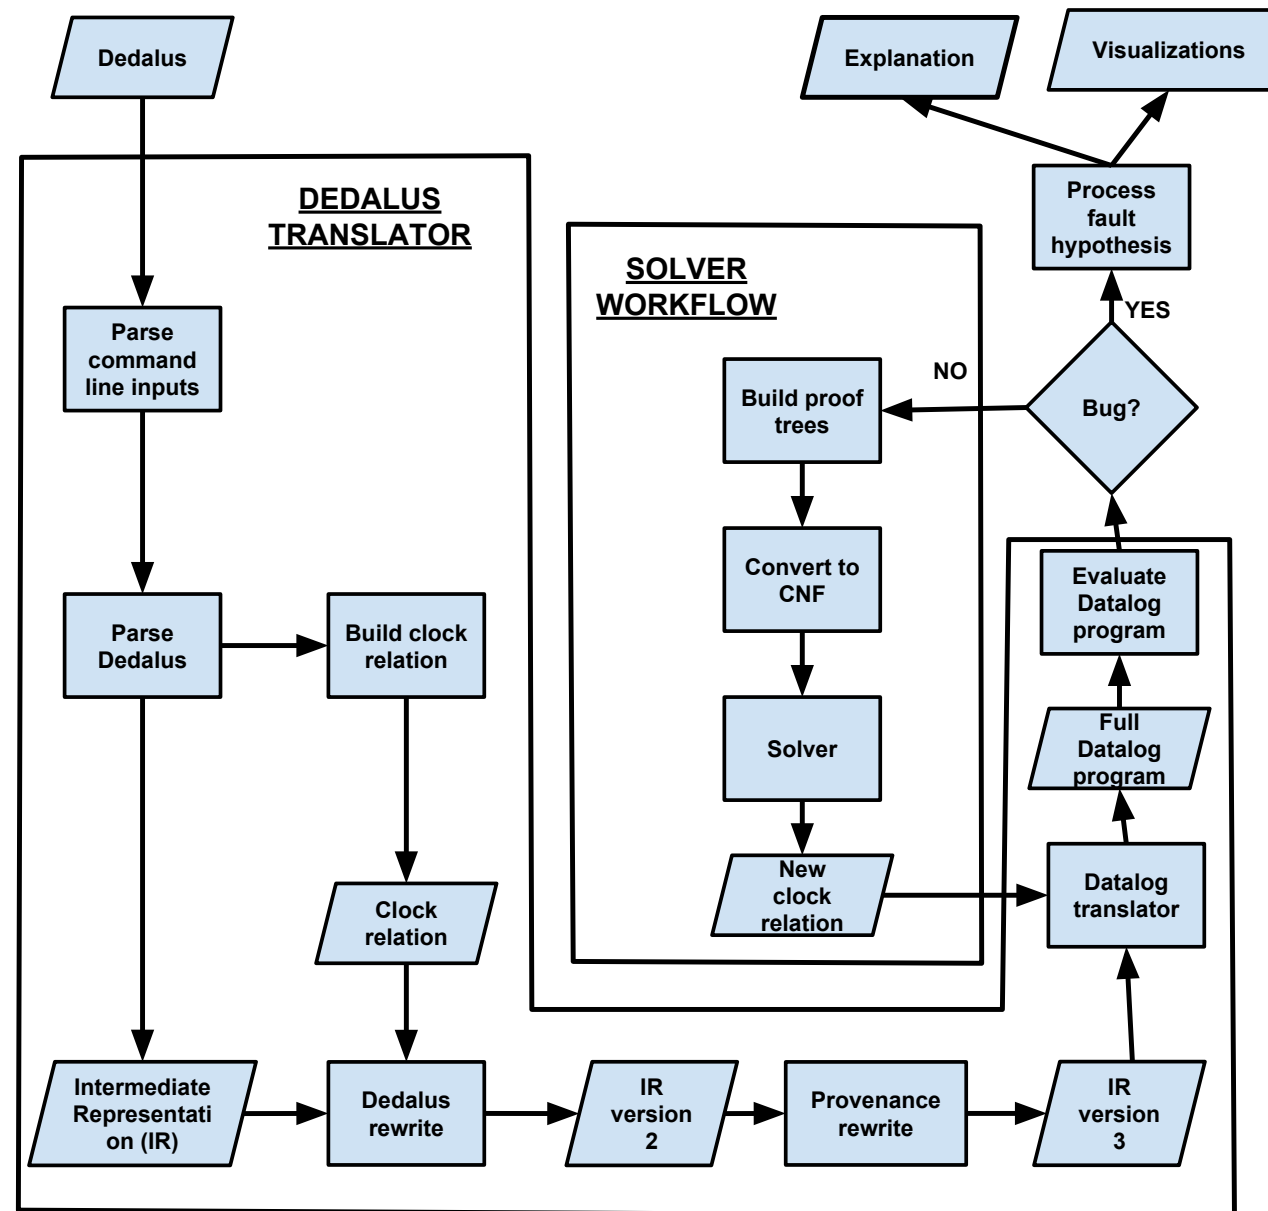 Dedalus
Explanation
Visualizations
DEDALUS
TRANSLATOR
Process
fault
hypothesis
SOLVER
WORKFLOW
YES
Parse
command
line inputs
NO
Build proof
trees
Bug?
Convert to
CNF
Evaluate
Datalog
program
Parse
Dedalus
Build clock
relation
Solver
Full
Datalog
program
New
clock
relation
Datalog
translator
Clock
relation
Intermediate
Representati
on (IR)
Dedalus
rewrite
IR
version
2
Provenance
rewrite
IR
version
3